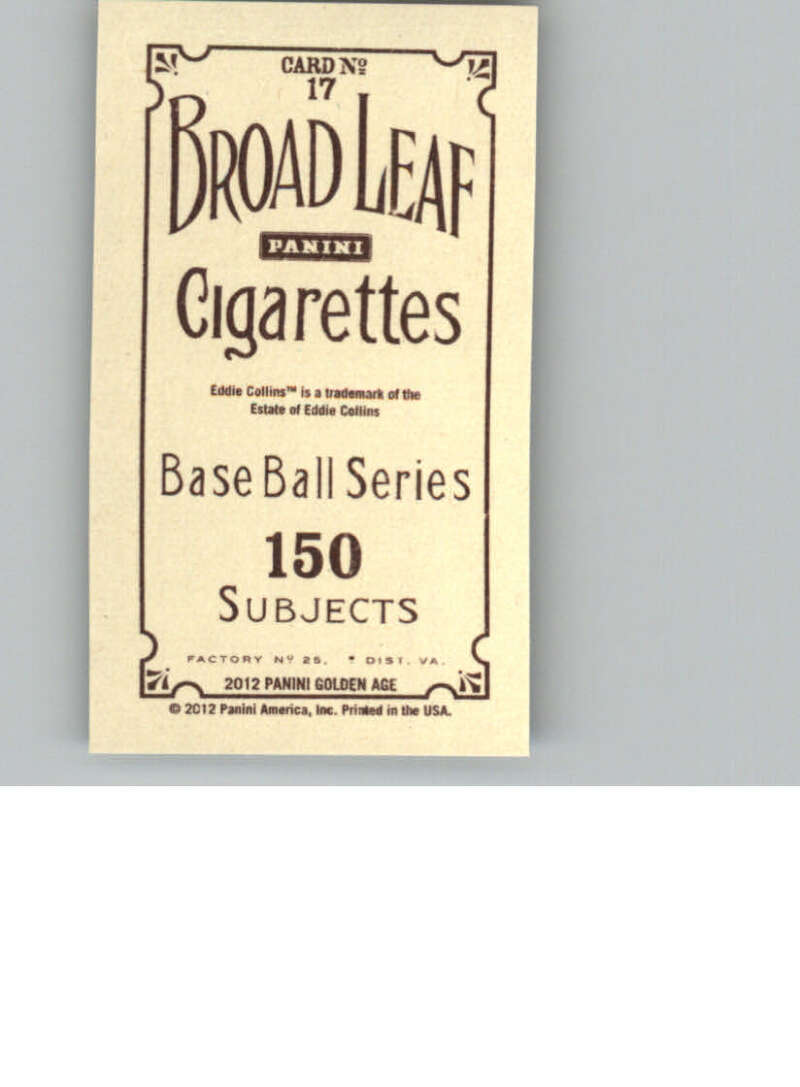 CARD Nº
17
BROAD LEAF
PANINI
Cigarettes
Eddie Collins™ is a trademark of the
Estate of Eddie Collins
Base Ball Series
150
SUBJECTS
FACTORY Nº 25, * DIST. VA.
2012 PANINI GOLDEN AGE
© 2012 Panini America, Inc. Printed in the USA.